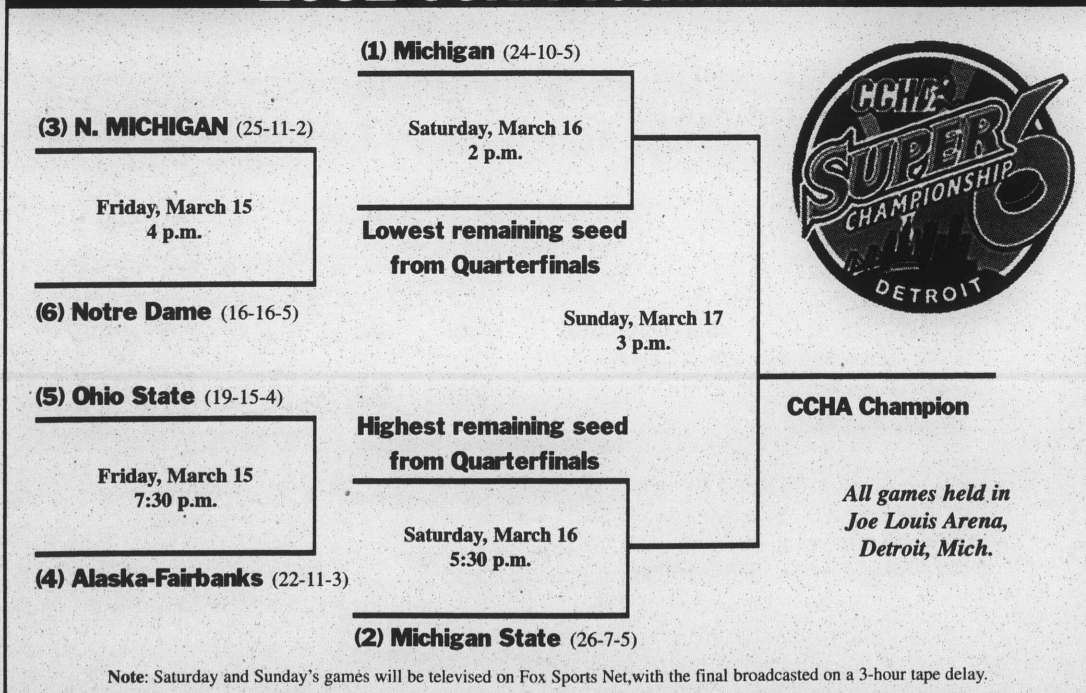 (1) Michigan (24-10-5)
(3) N. MICHIGAN (25-11-2)
Saturday, March 16
2 p.m.
Friday, March 15
4 p.m.
Lowest remaining seed
from Quarterfinals
(6) Notre Dame (16-16-5)
Sunday, March 17
3 p.m.
(5) Ohio State (19-15-4)
Highest remaining seed
from Quarterfinals
Friday, March 15
7:30 p.m.
Saturday, March 16
5:30 p.m.
(4) Alaska-Fairbanks (22-11-3)
(2) Michigan State (26-7-5)
CCHA
SUPER 6
CHAMPIONSHIP
DETROIT
CCHA Champion
All games held in
Joe Louis Arena,
Detroit, Mich.
Note: Saturday and Sunday's games will be televised on Fox Sports Net,with the final broadcasted on a 3-hour tape delay.